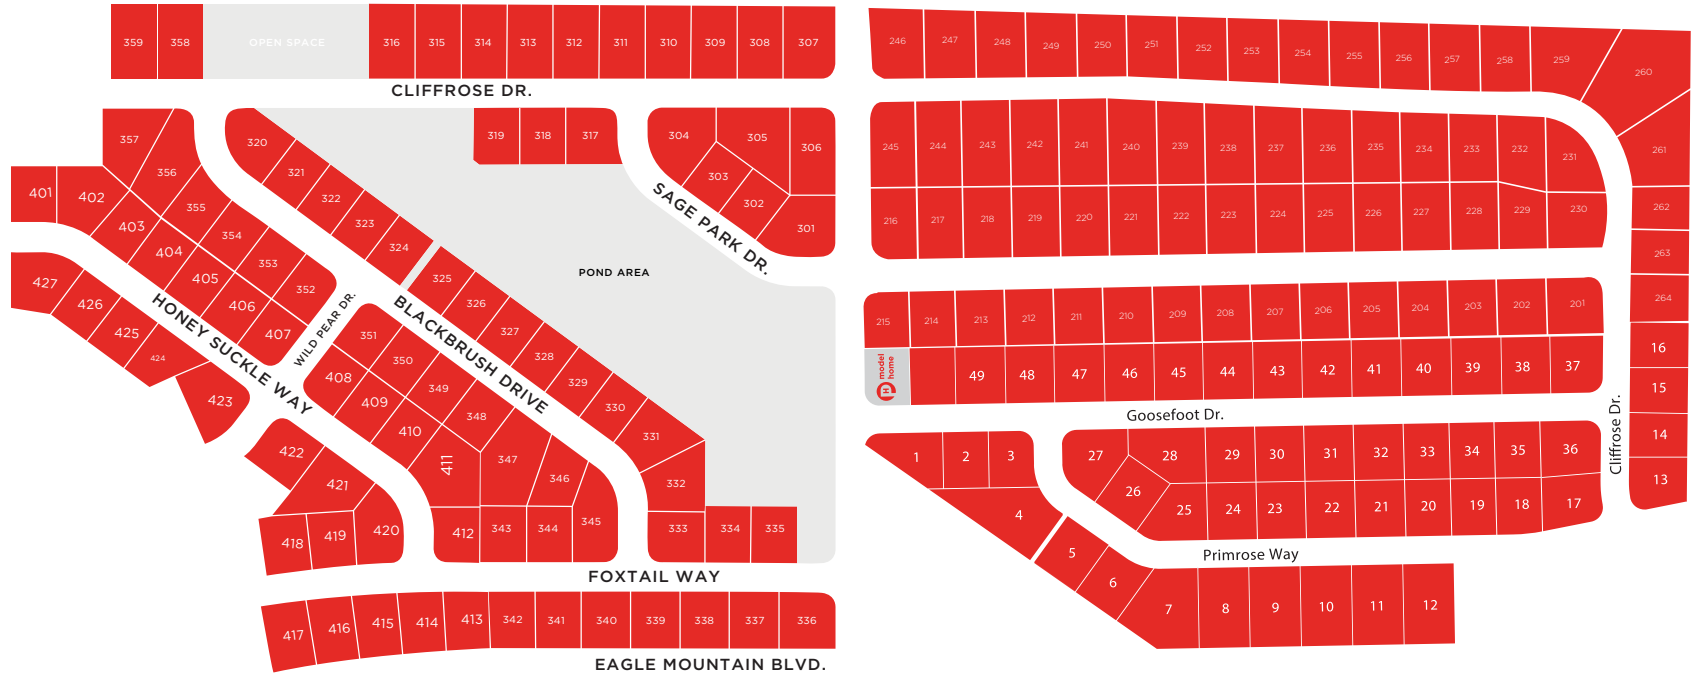 359 358 OPEN SPACE 316 315 314 313 312 311 310 309 308 307
CLIFFROSE DR.
357 356 355 354 353 352
320 321 322 323 324
319 318 317
304 305 306
303 302 301
SAGE PARK DR.
POND AREA
401 402 403 404 405 406 407
427 426 425 424 423
HONEY SUCKLE WAY
WILD PEAR DR.
BLACKBRUSH DRIVE
325 326 327 328 329 330 331 332
333 334 335
351 350 349 348 347 346 345
408 409 410 411 412 343 344
422 421 420 419 418
FOXTAIL WAY
417 416 415 414 413 342 341 340 339 338 337 336
EAGLE MOUNTAIN BLVD.
246 247 248 249 250 251 252 253 254 255 256 257 258 259 260
245 244 243 242 241 240 239 238 237 236 235 234 233 232 231 261
216 217 218 219 220 221 222 223 224 225 226 227 228 229 230 262
263
264
215 214 213 212 211 210 209 208 207 206 205 204 203 202 201
model
home
H
49 48 47 46 45 44 43 42 41 40 39 38 37
16
15
14
13
Goosefoot Dr.
Cliffrose Dr.
1 2 3
4
5
6
27 28 29 30 31 32 33 34 35 36
26 25 24 23 22 21 20 19 18 17
Primrose Way
7 8 9 10 11 12